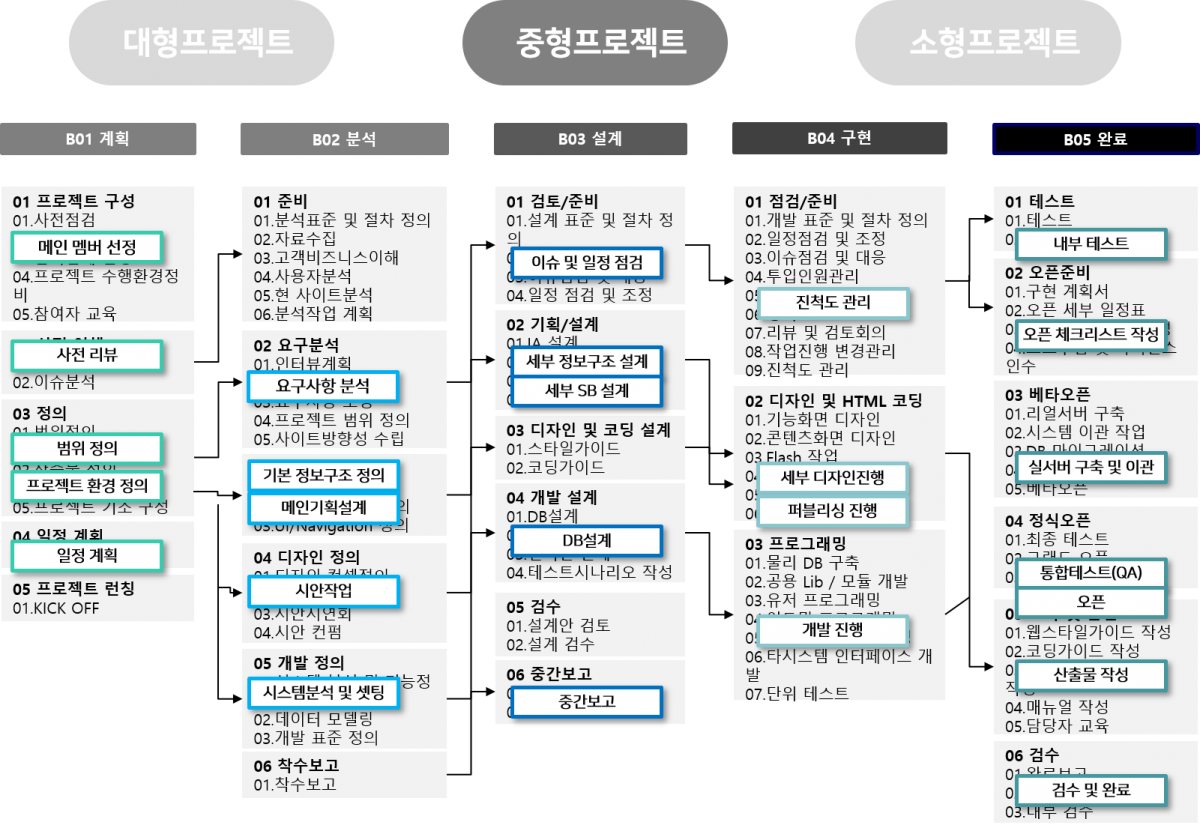 대형프로젝트
중형프로젝트
소형프로젝트
B01 계획
01 프로젝트 구성
01.사전점검
메인 멤버 선정
04.프로젝트 수행환경정
비
05.참여자 교육
사전 리뷰
02.이슈분석
03 정의
01.범위정의
범위 정의
프로젝트 환경 정의
05.프로젝트 기초 구성
04 일정 계획
일정 계획
05 프로젝트 런칭
01.KICK OFF
B02 분석
01 준비
01.분석표준 및 절차 정의
02.자료수집
03.고객비즈니스이해
04.사용자분석
05.현 사이트분석
06.분석작업 계획
02 요구분석
01.인터뷰계획
요구사항 분석
04.프로젝트 범위 정의
05.사이트방향성 수립
기본 정보구조 정의
메인기획설계
03.UI/Navigation 정의
04 디자인 정의
시안작업
03.시안시연회
04.시안 컨펌
05 개발 정의
시스템분석 및 셋팅
02.데이터 모델링
03.개발 표준 정의
06 착수보고
01.착수보고
B03 설계
01 검토/준비
01.설계 표준 및 절차 정
의
이슈 및 일정 점검
04.일정 점검 및 조정
02 기획/설계
01.IA 설계
세부 정보구조 설계
세부 SB 설계
03 디자인 및 코딩 설계
01.스타일가이드
02.코딩가이드
04 개발 설계
01.DB설계
DB설계
04.테스트시나리오 작성
05 검수
01.설계안 검토
02.설계 검수
06 중간보고
중간보고
B04 구현
01 점검/준비
01.개발 표준 및 절차 정의
02.일정점검 및 조정
03.이슈점검 및 대응
04.투입인원관리
진척도 관리
07.리뷰 및 검토회의
08.작업진행 변경관리
09.진척도 관리
02 디자인 및 HTML 코딩
01.기능화면 디자인
02.콘텐츠화면 디자인
03.Flash 작업
세부 디자인진행
퍼블리싱 진행
03 프로그래밍
01.물리 DB 구축
02.공용 Lib / 모듈 개발
03.유저 프로그래밍
개발 진행
06.타시스템 인터페이스 개
발
07.단위 테스트
B05 완료
01 테스트
01.테스트
내부 테스트
02 오픈준비
01.구현 계획서
02.오픈 세부 일정표
오픈 체크리스트 작성
인수
03 베타오픈
01.리얼서버 구축
02.시스템 이관 작업
03.DB 마이그레이션
실서버 구축 및 이관
05.베타오픈
04 정식오픈
01.최종 테스트
02.그랜드 오픈
통합테스트(QA)
오픈
01.웹스타일가이드 작성
02.코딩가이드 작성
산출물 작성
04.매뉴얼 작성
05.담당자 교육
06 검수
01.완료보고
검수 및 완료
03.내부 검수